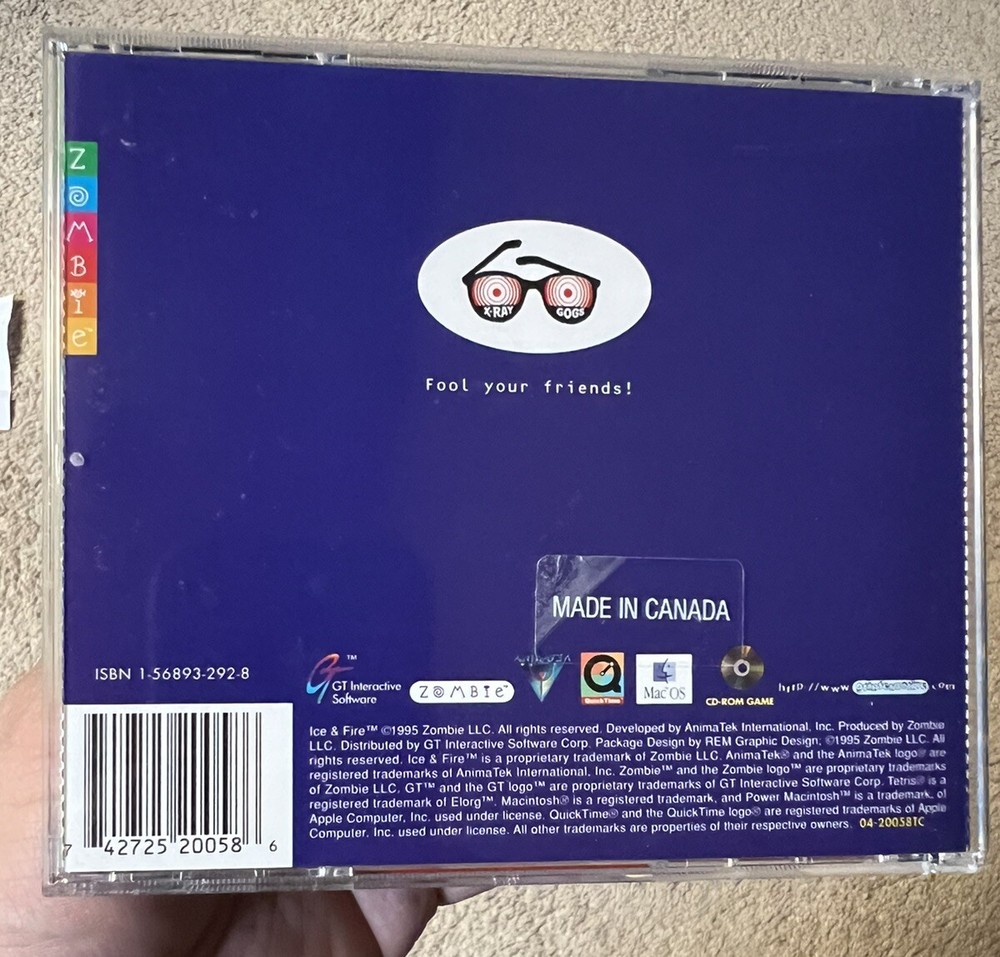 ZOMBie™
X-RAY GOGS
Fool your friends!
MADE IN CANADA
ISBN 1-56893-292-8
GT Interactive Software ™
ZOMBIe™
QuickTime
Mac OS
CD-ROM GAME
http://www
Ice & Fire™ ©1995 Zombie LLC. All rights reserved. Developed by AnimaTek International, Inc. Produced by Zombie
LLC. Distributed by GT Interactive Software Corp. Package Design by REM Graphic Design, ©1995 Zombie LLC. All
rights reserved. Ice & Fire™ is a proprietary trademark of Zombie LLC. AnimaTek® and the AnimaTek logo® are
registered trademarks of AnimaTek International, Inc. Zombie™ and the Zombie logo™ are proprietary trademarks
of Zombie LLC. GT™ and the GT logo™ are proprietary trademarks of GT Interactive Software Corp. Tetris® is a
registered trademark of Elorg™. Macintosh® is a registered trademark, and Power Macintosh™ is a trademark, of
Apple Computer, Inc. used under license. QuickTime® and the QuickTime logo® are registered trademarks of Apple
Computer, Inc. used under license. All other trademarks are properties of their respective owners. 04-20058TC
7 42725 20058 6